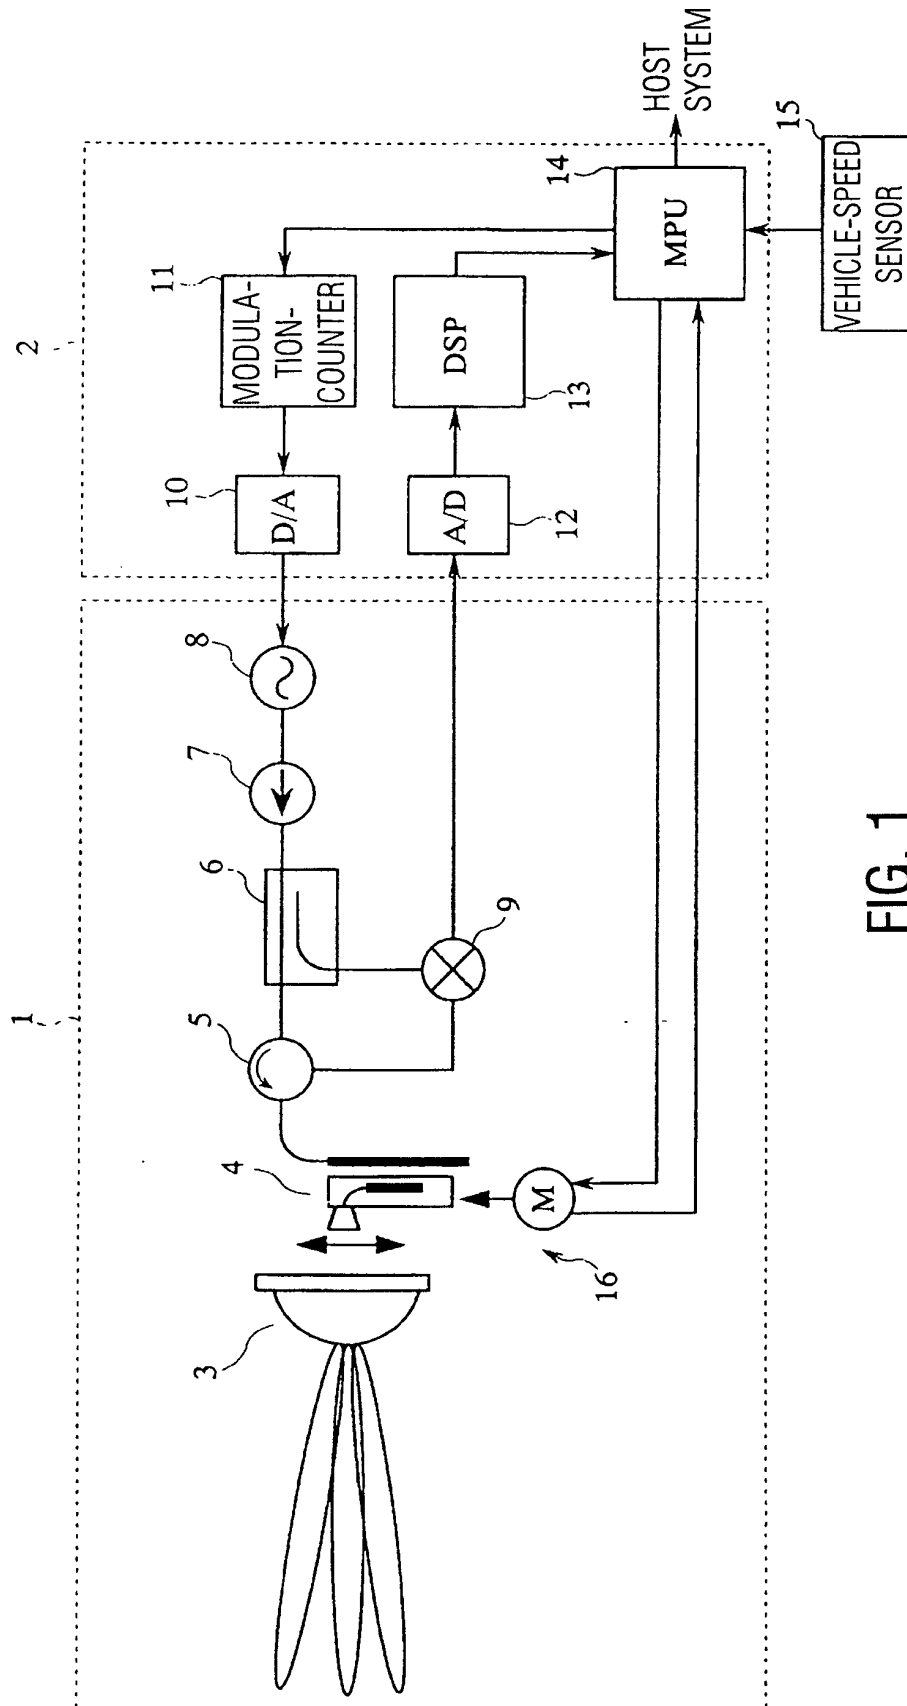 1
2
3
4
5
6
7
8
9
10
D/A
11
MODULA-
TION-
COUNTER
12
A/D
13
DSP
14
MPU
HOST
SYSTEM
15
VEHICLE-SPEED
SENSOR
16
M
FIG. 1